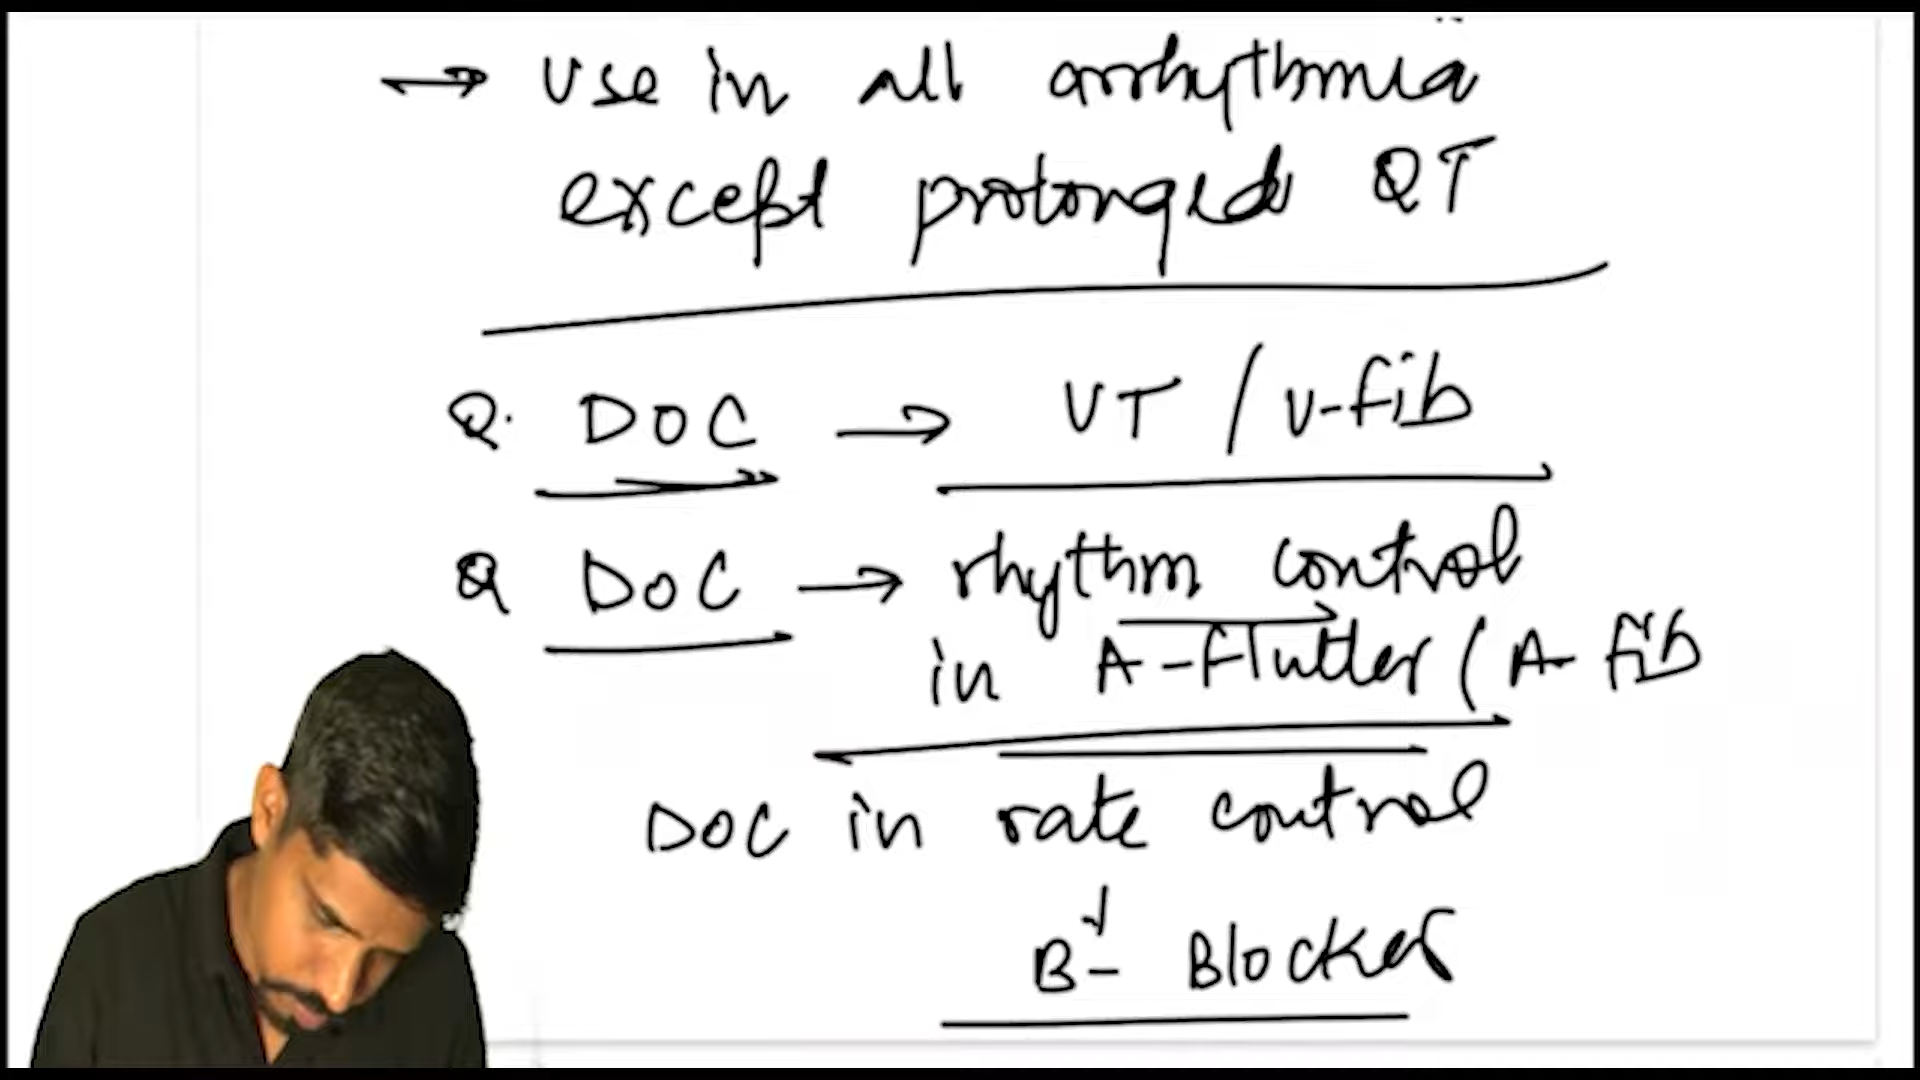 → Use in all arrhythmia
except prolonged QT
Q. DOC → VT / V-fib
Q DOC → rhythm control
in A-flutter ( A- fib
DOC in rate control
B- Blocker